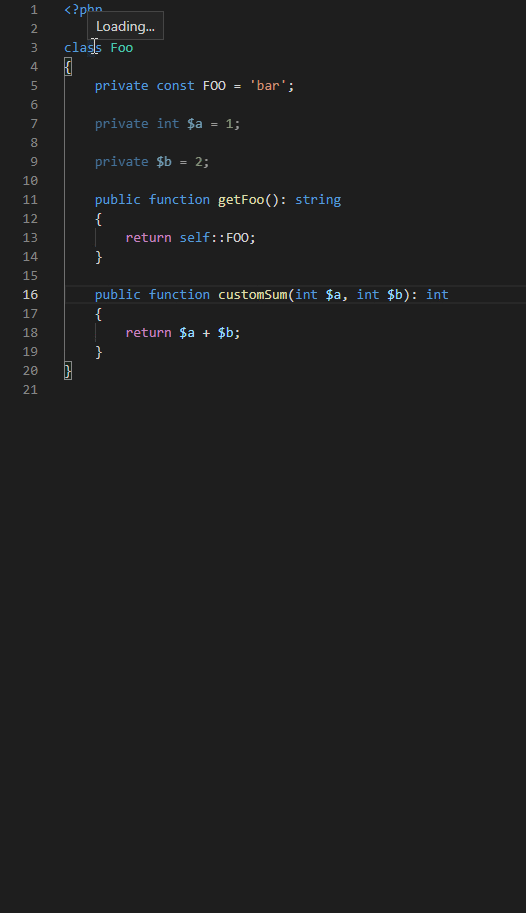 1 <?php
Loading...
2
3 class Foo
4 {
5 private const FOO = 'bar';
6
7 private int $a = 1;
8
9 private $b = 2;
10
11 public function getFoo(): string
12 {
13 return self::FOO;
14 }
15
16 public function customSum(int $a, int $b): int
17 {
18 return $a + $b;
19 }
20 }
21